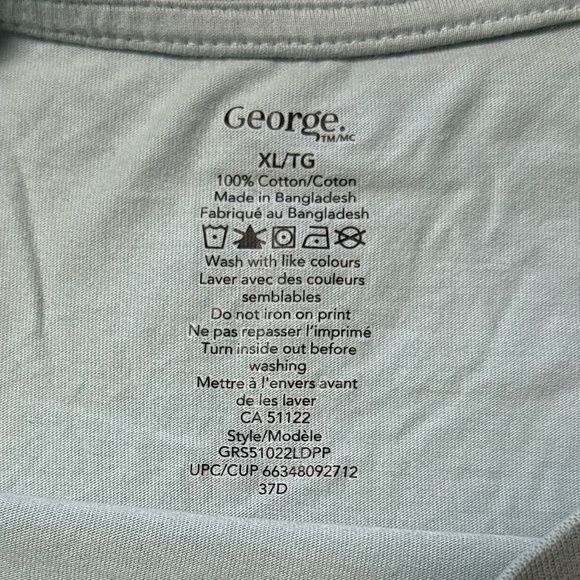 George.
TM/MC
XL/TG
100% Cotton/Coton
Made in Bangladesh
Fabriqué au Bangladesh
Wash with like colours
Laver avec des couleurs
semblables
Do not iron on print
Ne pas repasser l'imprimé
Turn inside out before
washing
Mettre à l'envers avant
de les laver
CA 51122
Style/Modèle
GRS51022LDPP
UPC/CUP 66348092712
37D